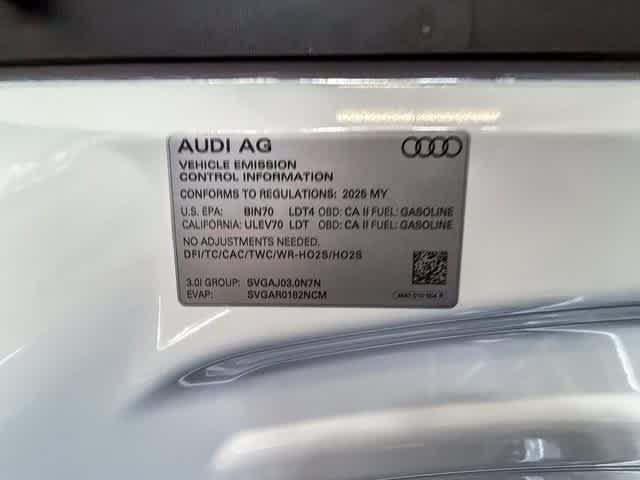 AUDI AG
VEHICLE EMISSION
CONTROL INFORMATION
CONFORMS TO REGULATIONS: 2025 MY
U.S. EPA: BIN70 LDT4 OBD: CA II FUEL: GASOLINE
CALIFORNIA: ULEV70 LDT OBD: CA II FUEL: GASOLINE
NO ADJUSTMENTS NEEDED.
DFI/TC/CAC/TWC/WR-HO2S/HO2S
3.0l GROUP: SVGAJ03.0N7N
EVAP: SVGAR0182NCM